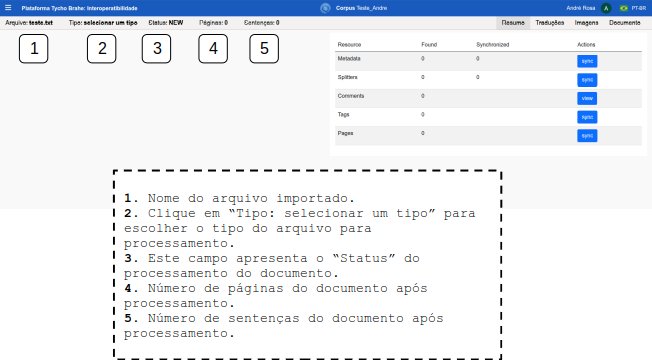 ☰ Plataforma Tycho Brahe: Interoperatibilidade Corpus Teste_Andre André Rosa A PT-BR
Arquivo: teste.txt Tipo: selecionar um tipo Status: NEW Páginas: 0 Sentenças: 0 Resumo Traduções Imagens Documento
1 2 3 4 5
Resource Found Synchronized Actions
Metadata 0 0 sync
Splitters 0 0 sync
Comments 0 view
Tags 0 sync
Pages 0 sync
1. Nome do arquivo importado.
2. Clique em “Tipo: selecionar um tipo” para
escolher o tipo do arquivo para
processamento.
3. Este campo apresenta o “Status” do
processamento do documento.
4. Número de páginas do documento após
processamento.
5. Número de sentenças do documento após
processamento.